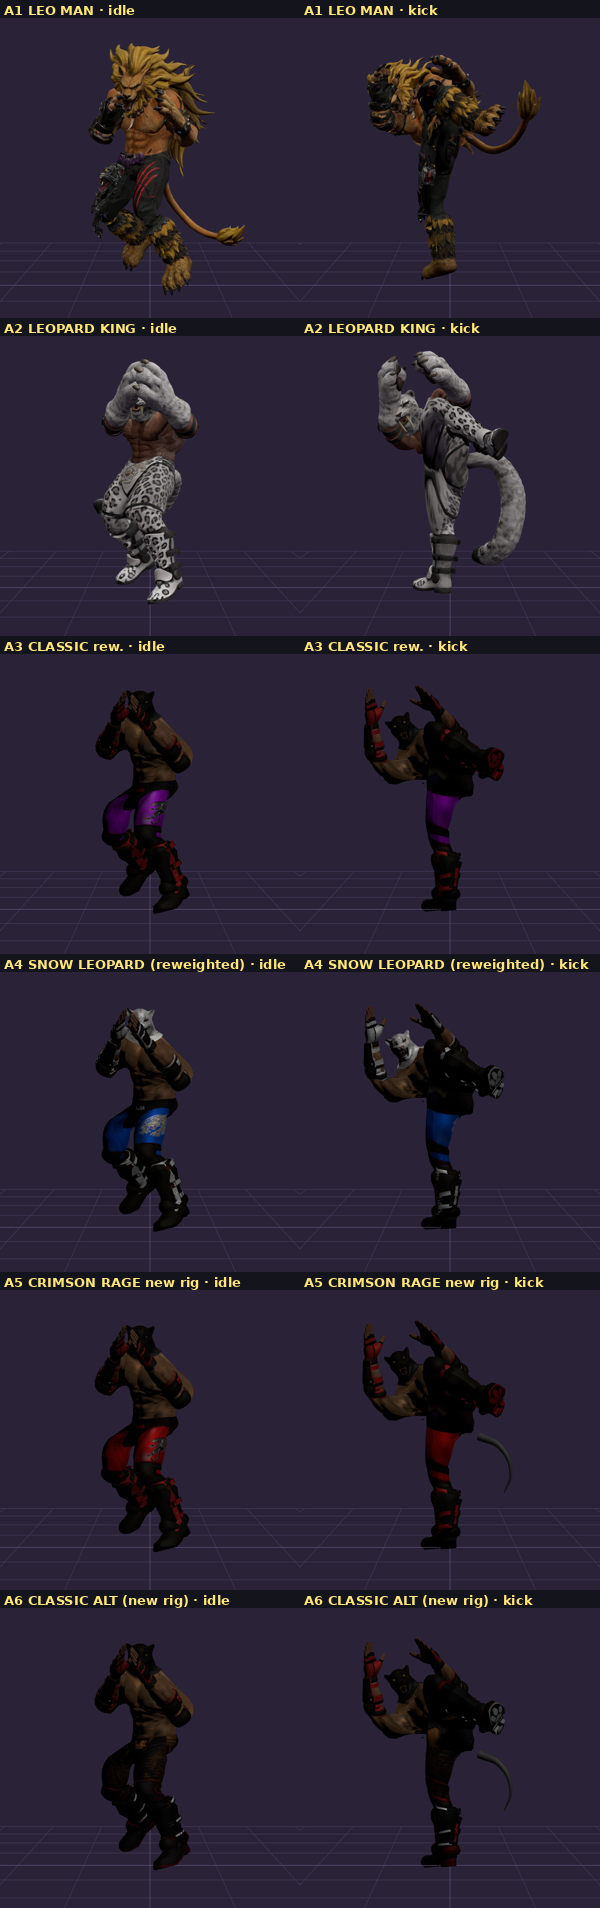 A1 LEO MAN · idle
A1 LEO MAN · kick
A2 LEOPARD KING · idle
A2 LEOPARD KING · kick
A3 CLASSIC rew. · idle
A3 CLASSIC rew. · kick
A4 SNOW LEOPARD (reweighted) · idle
A4 SNOW LEOPARD (reweighted) · kick
A5 CRIMSON RAGE new rig · idle
A5 CRIMSON RAGE new rig · kick
A6 CLASSIC ALT (new rig) · idle
A6 CLASSIC ALT (new rig) · kick